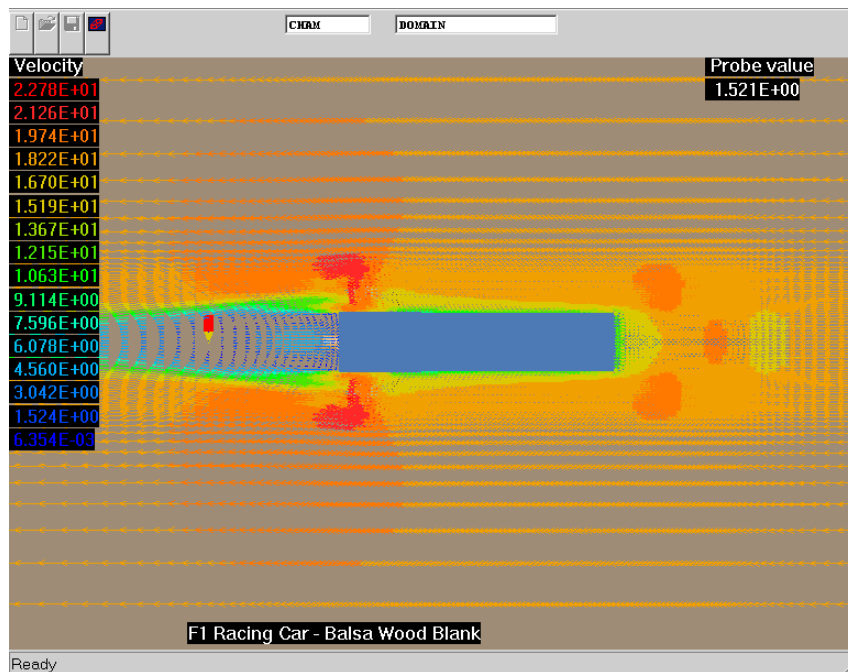 CHAM DOMAIN
Velocity
Probe value
2.278E+01
1.521E+00
2.126E+01
1.974E+01
1.822E+01
1.670E+01
1.519E+01
1.367E+01
1.215E+01
1.063E+01
9.114E+00
7.596E+00
6.078E+00
4.560E+00
3.042E+00
1.524E+00
6.354E-03
F1 Racing Car - Balsa Wood Blank
Ready